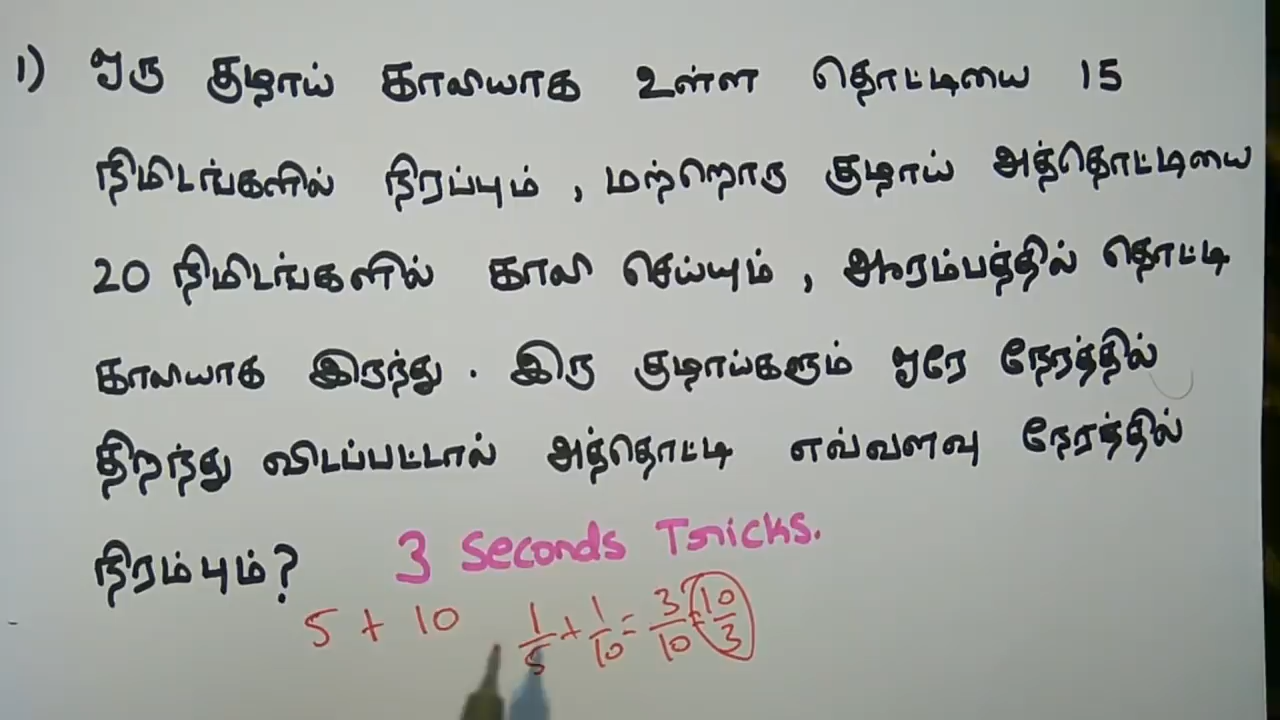 1) ஒரு குழாய் காலியாக உள்ள தொட்டியை 15
நிமிடங்களில் நிரப்பும் , மற்றொரு குழாய் அத்தொட்டியை
20 நிமிடங்களில் காலி செய்யும் , ஆரம்பத்தில் தொட்டி
காலியாக இருந்து . இரு குழாய்களும் ஒரே நேரத்தில்
திறந்து விடப்பட்டால் அத்தொட்டி எவ்வளவு நேரத்தில்
நிரம்பும்? 3 Seconds Tricks.
5 + 10 1/5 + 1/10 = 3/10 = 10/3